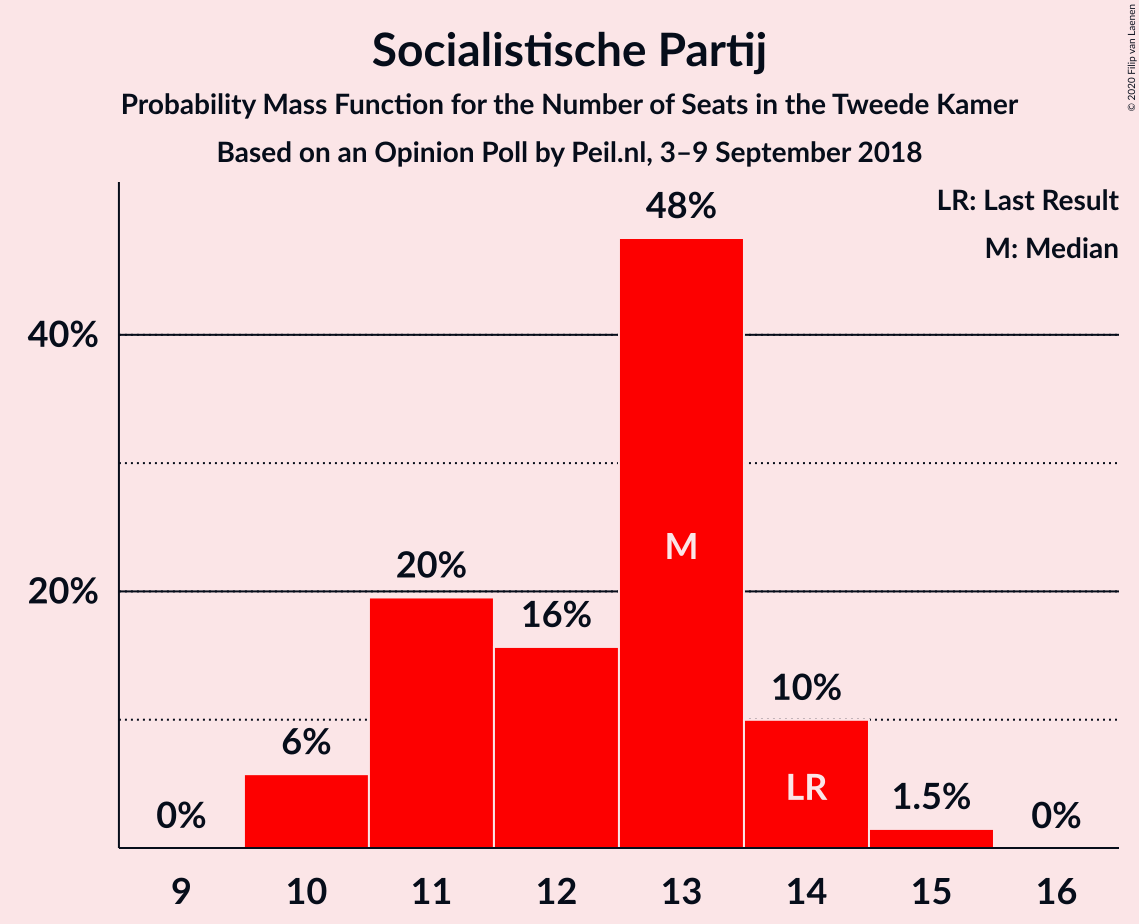 Socialistische Partij
Probability Mass Function for the Number of Seats in the Tweede Kamer
Based on an Opinion Poll by Peil.nl, 3–9 September 2018
© 2020 Filip van Laenen
LR: Last Result
M: Median
48%
40%
M
20%
20%
16%
10%
6%
LR
1.5%
0%
0%
9 10 11 12 13 14 15 16